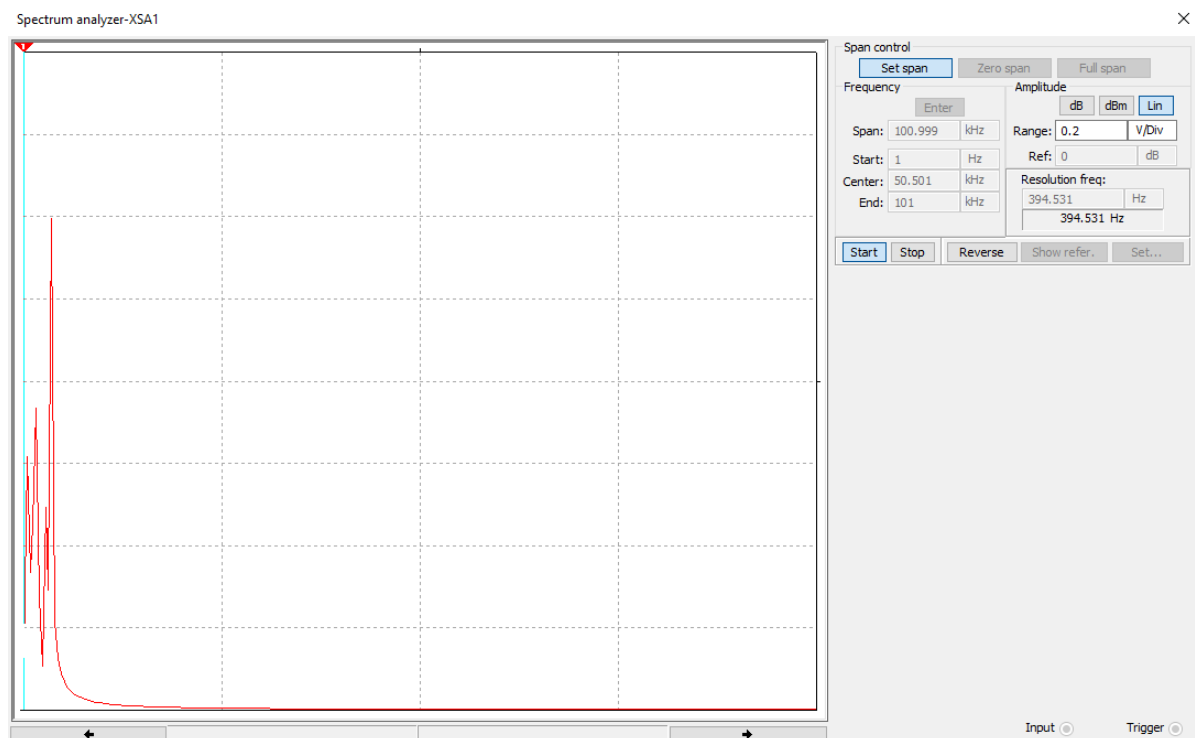 Spectrum analyzer-XSA1
1
Span control
Set span Zero span Full span
Frequency
Enter
Span: 100.999 kHz
Start: 1 Hz
Center: 50.501 kHz
End: 101 kHz
Amplitude
dB dBm Lin
Range: 0.2 V/Div
Ref: 0 dB
Resolution freq:
394.531 Hz
394.531 Hz
Start Stop Reverse Show refer. Set...
Input Trigger